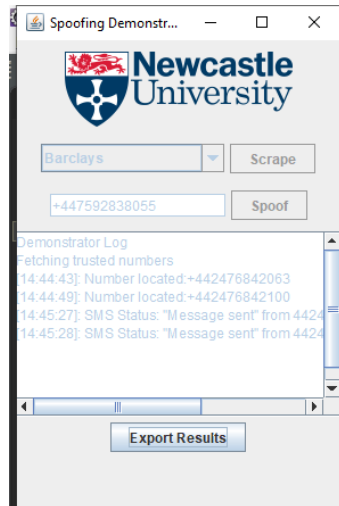 Spoofing Demonstr...
Newcastle
University
Barclays
Scrape
+447592838055
Spoof
Demonstrator Log
Fetching trusted numbers
[14:44:43]: Number located:+442476842063
[14:44:49]: Number located:+442476842100
[14:45:27]: SMS Status: "Message sent" from 4424
[14:45:28]: SMS Status: "Message sent" from 4424
Export Results